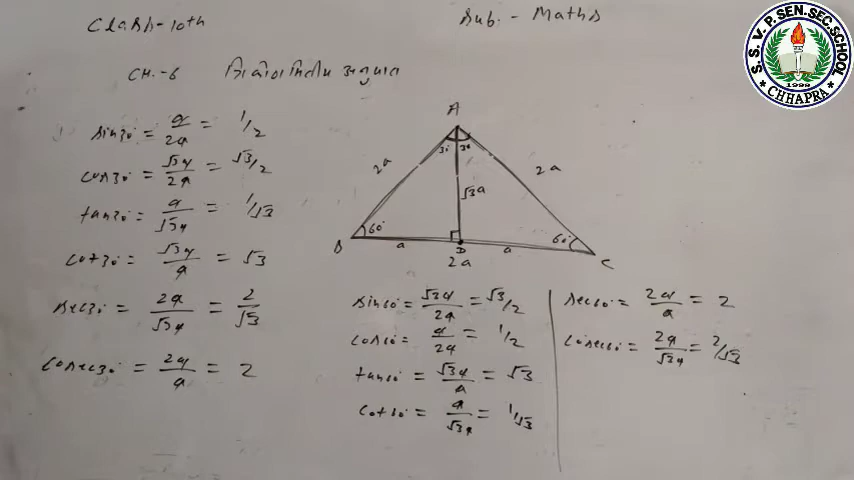 Class-10th
Sub. - Maths
S. S. V. P. SEN. SEC. SCHOOL
1999
CHHAPRA
CH.-6 त्रिकोणमितीय अनुपात
sin30° = a/2a = 1/2
cos30° = √3a/2a = √3/2
tan30° = a/√3a = 1/√3
cot30° = √3a/a = √3
sec30° = 2a/√3a = 2/√3
cosec30° = 2a/a = 2
A
30° 30°
2a 2a
√3a
60° 60°
B a D a C
2a
sin60° = √3a/2a = √3/2
cos60° = a/2a = 1/2
tan60° = √3a/a = √3
cot60° = a/√3a = 1/√3
sec60° = 2a/a = 2
cosec60° = 2a/√3a = 2/√3